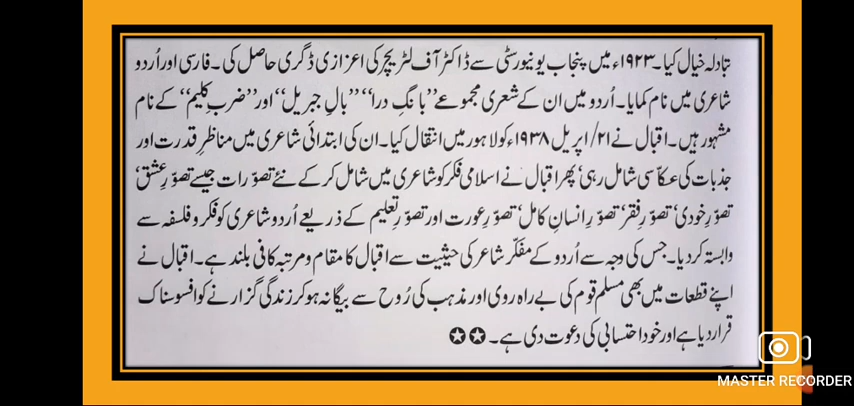 تبادلہ خیال کیا۔ ۱۹۲۳ء میں پنجاب یونیورسٹی سے ڈاکٹر آف لٹریچر کی اعزازی ڈگری حاصل کی۔ فارسی اور اُردو
شاعری میں نام کمایا۔ اُردو میں ان کے شعری مجموعے ’’بانگِ درا‘‘ ’’بالِ جبریل‘‘ اور ’’ضربِ کلیم‘‘ کے نام
مشہور ہیں۔ اقبال نے ۲۱/ اپریل ۱۹۳۸ء کو لاہور میں انتقال کیا۔ ان کی ابتدائی شاعری میں مناظرِ قدرت اور
جذبات کی عکاّسی شامل رہی‘ پھر اقبال نے اسلامی فکر کو شاعری میں شامل کر کے نئے تصوّرات جیسے تصوّرِ عشق‘
تصوّرِ خودی‘ تصوّرِ فقر‘ تصوّرِ انسانِ کامل‘ تصوّرِ عورت اور تصوّرِ تعلیم کے ذریعے اُردو شاعری کو فکر و فلسفہ سے
وابستہ کر دیا۔ جس کی وجہ سے اُردو کے مفکّر شاعر کی حیثیت سے اقبال کا مقام و مرتبہ کافی بلند ہے۔ اقبال نے
اپنے قطعات میں بھی مسلم قوم کی بے راہ روی اور مذہب کی رُوح سے بیگانہ ہو کر زندگی گزارنے کو افسوسناک
قرار دیا ہے اور خود احتسابی کی دعوت دی ہے۔
MASTER RECORDER